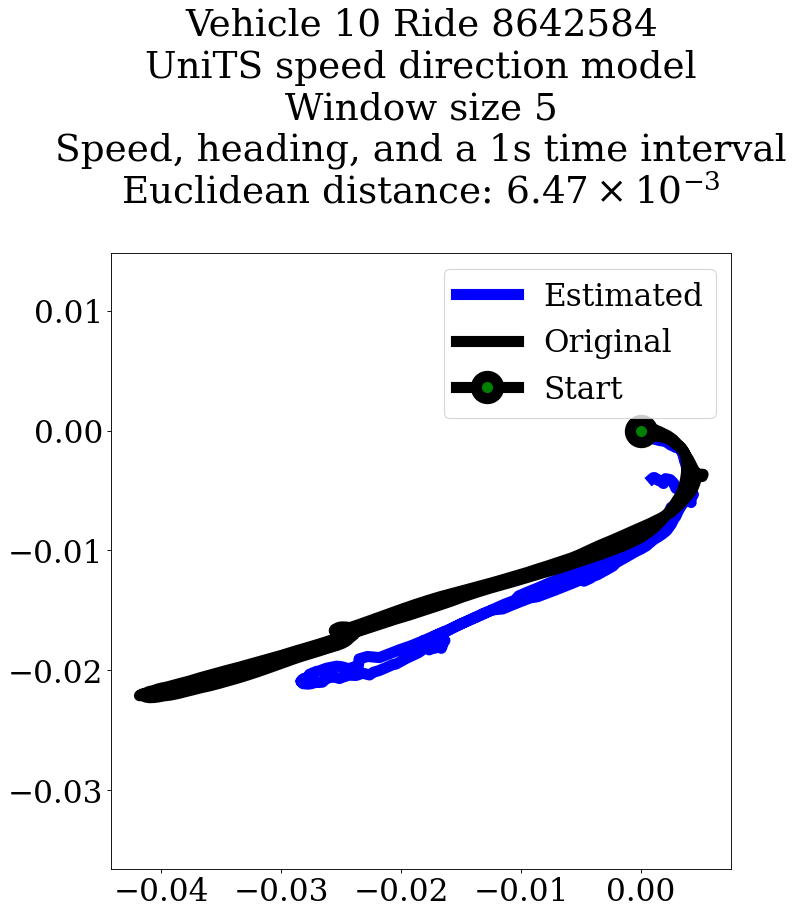 Vehicle 10 Ride 8642584
UniTS speed direction model
Window size 5
Speed, heading, and a 1s time interval
Euclidean distance: 6.47 × 10⁻³
Estimated
Original
Start
0.01
0.00
−0.01
−0.02
−0.03
−0.04 −0.03 −0.02 −0.01 0.00